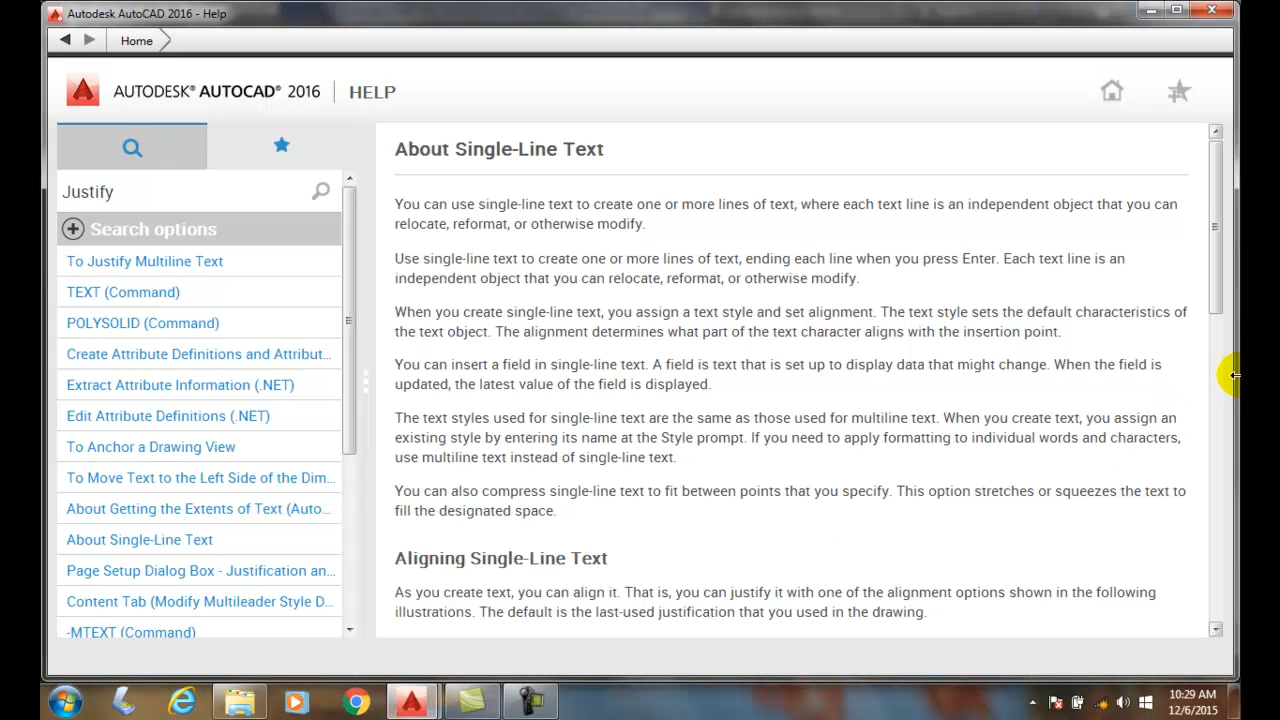 Autodesk AutoCAD 2016 - Help
Home
AUTODESK® AUTOCAD® 2016 HELP
Justify
Search options
To Justify Multiline Text
TEXT (Command)
POLYSOLID (Command)
Create Attribute Definitions and Attribut...
Extract Attribute Information (.NET)
Edit Attribute Definitions (.NET)
To Anchor a Drawing View
To Move Text to the Left Side of the Dim...
About Getting the Extents of Text (Auto...
About Single-Line Text
Page Setup Dialog Box - Justification an...
Content Tab (Modify Multileader Style D...
-MTEXT (Command)
About Single-Line Text
You can use single-line text to create one or more lines of text, where each text line is an independent object that you can
relocate, reformat, or otherwise modify.
Use single-line text to create one or more lines of text, ending each line when you press Enter. Each text line is an
independent object that you can relocate, reformat, or otherwise modify.
When you create single-line text, you assign a text style and set alignment. The text style sets the default characteristics of
the text object. The alignment determines what part of the text character aligns with the insertion point.
You can insert a field in single-line text. A field is text that is set up to display data that might change. When the field is
updated, the latest value of the field is displayed.
The text styles used for single-line text are the same as those used for multiline text. When you create text, you assign an
existing style by entering its name at the Style prompt. If you need to apply formatting to individual words and characters,
use multiline text instead of single-line text.
You can also compress single-line text to fit between points that you specify. This option stretches or squeezes the text to
fill the designated space.
Aligning Single-Line Text
As you create text, you can align it. That is, you can justify it with one of the alignment options shown in the following
illustrations. The default is the last-used justification that you used in the drawing.
10:29 AM
12/6/2015